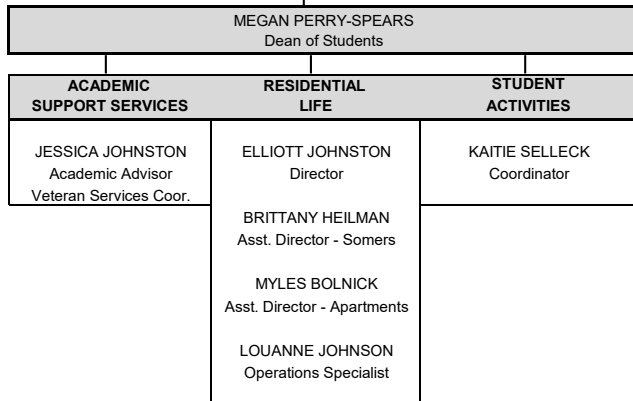 MEGAN PERRY-SPEARS
Dean of Students
ACADEMIC
SUPPORT SERVICES
JESSICA JOHNSTON
Academic Advisor
Veteran Services Coor.
RESIDENTIAL
LIFE
ELLIOTT JOHNSTON
Director
BRITTANY HEILMAN
Asst. Director - Somers
MYLES BOLNICK
Asst. Director - Apartments
LOUANNE JOHNSON
Operations Specialist
STUDENT
ACTIVITIES
KAITIE SELLECK
Coordinator